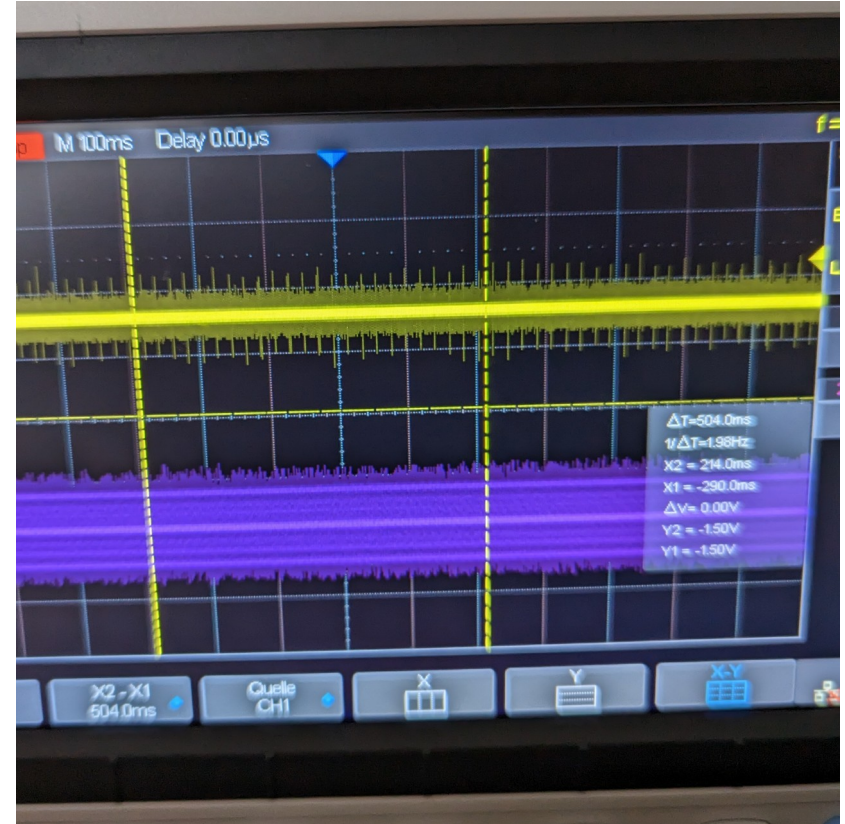 p M 100ms Delay 0.00µs f=
ΔT=504.0ms
1/ΔT=1.98Hz
X2 = 214.0ms
X1 = -290.0ms
ΔV= 0.00V
Y2 = -1.50V
Y1 = -1.50V
X2 - X1
504.0ms
Quelle
CH1
X
Y
X-Y